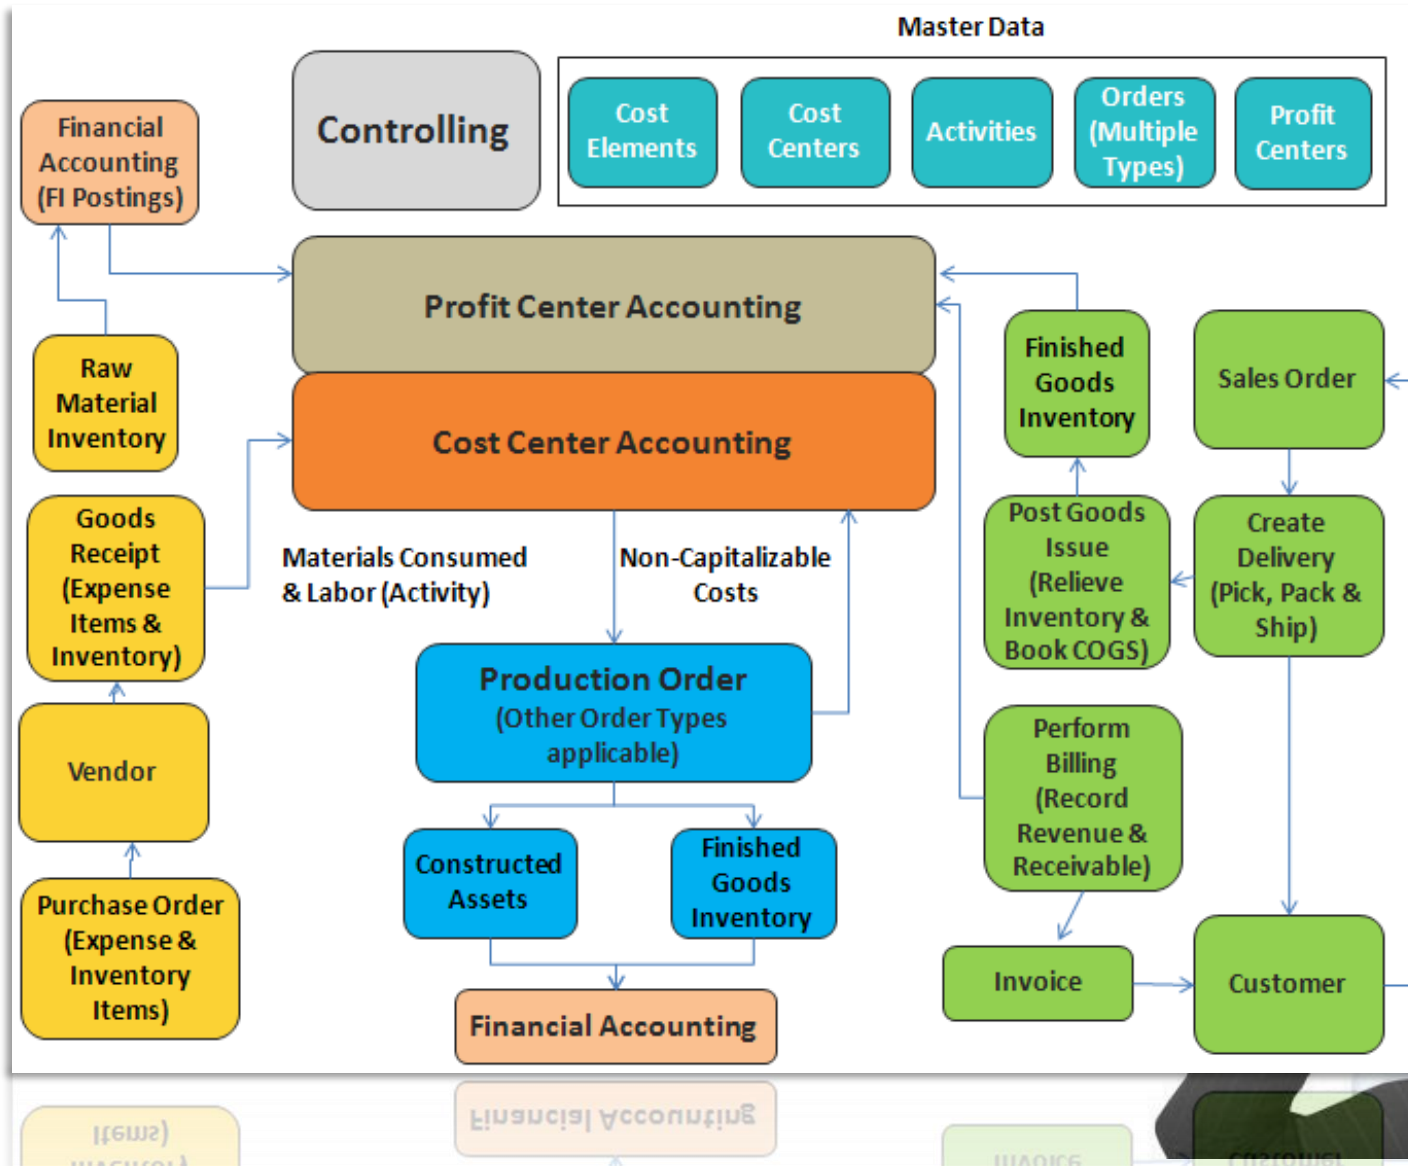 Master Data
Controlling
Cost
Elements
Cost
Centers
Activities
Orders
(Multiple
Types)
Profit
Centers
Financial
Accounting
(FI Postings)
Profit Center Accounting
Cost Center Accounting
Raw
Material
Inventory
Goods
Receipt
(Expense
Items &
Inventory)
Vendor
Purchase Order
(Expense &
Inventory
Items)
Materials Consumed
& Labor (Activity)
Non-Capitalizable
Costs
Production Order
(Other Order Types
applicable)
Constructed
Assets
Finished
Goods
Inventory
Financial Accounting
Finished
Goods
Inventory
Sales Order
Post Goods
Issue
(Relieve
Inventory &
Book COGS)
Create
Delivery
(Pick, Pack &
Ship)
Perform
Billing
(Record
Revenue &
Receivable)
Invoice
Customer